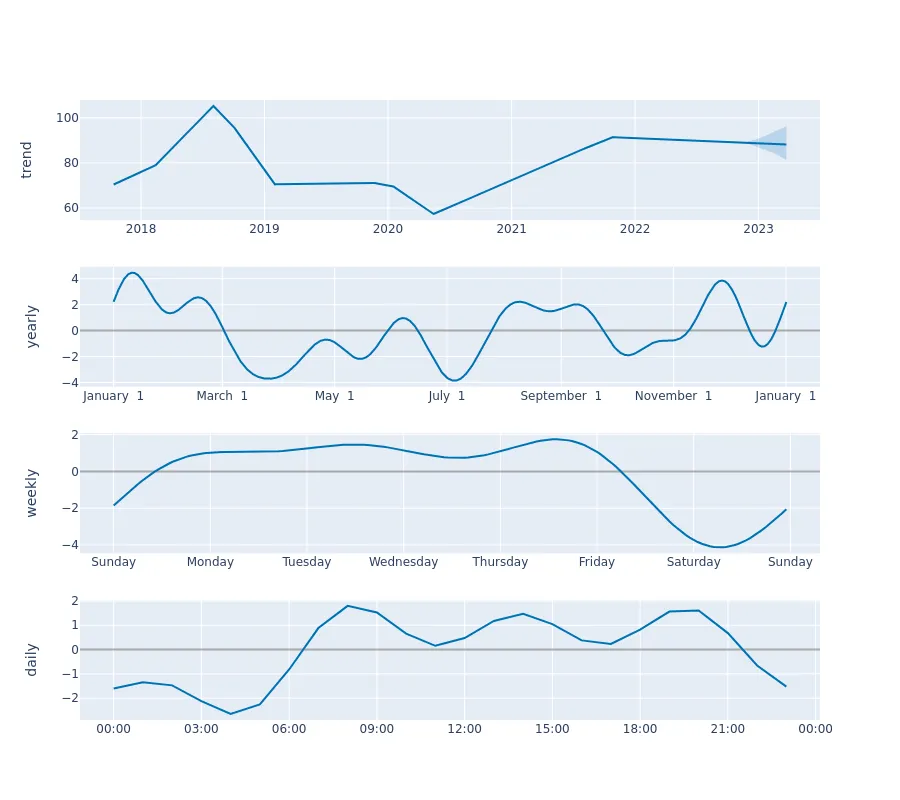 trend
100
80
60
2018 2019 2020 2021 2022 2023
yearly
4
2
0
−2
−4
January 1 March 1 May 1 July 1 September 1 November 1 January 1
weekly
2
0
−2
−4
Sunday Monday Tuesday Wednesday Thursday Friday Saturday Sunday
daily
2
1
0
−1
−2
00:00 03:00 06:00 09:00 12:00 15:00 18:00 21:00 00:00